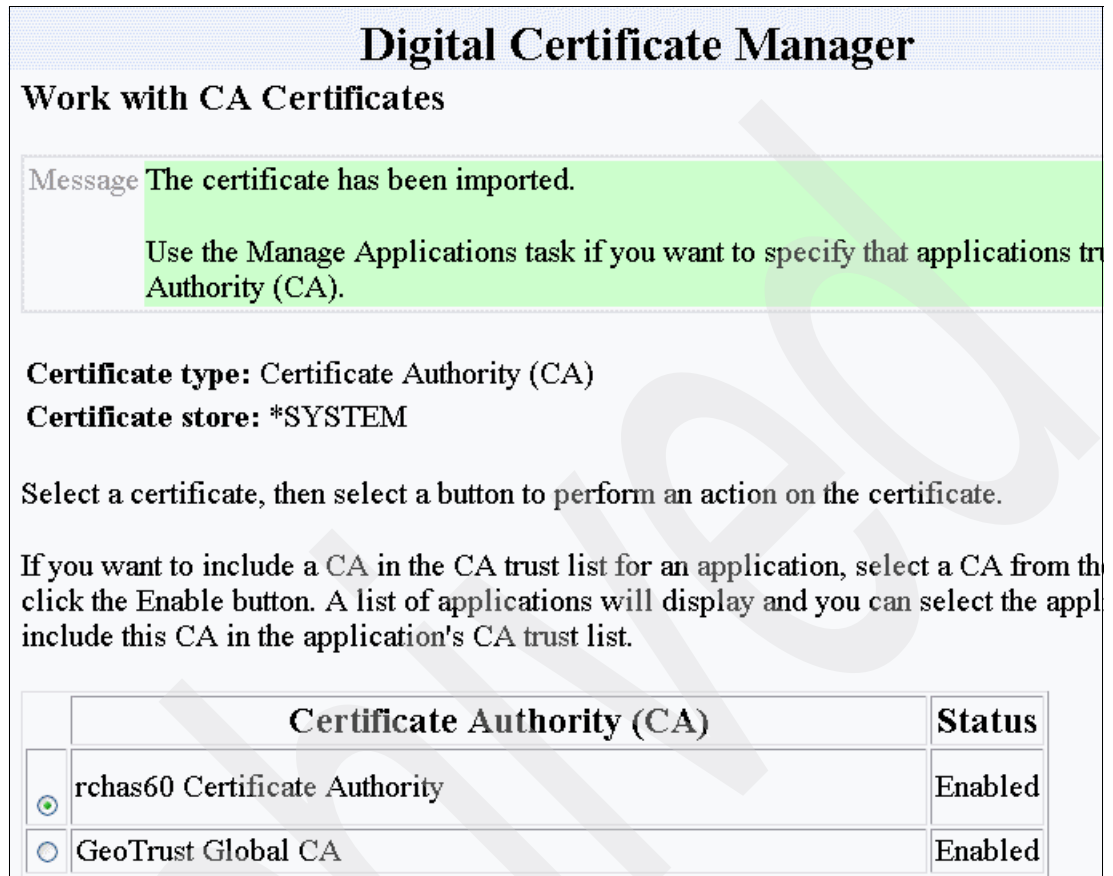 Digital Certificate Manager
Work with CA Certificates
Message The certificate has been imported.
Use the Manage Applications task if you want to specify that applications tru
Authority (CA).
Certificate type: Certificate Authority (CA)
Certificate store: *SYSTEM
Select a certificate, then select a button to perform an action on the certificate.
If you want to include a CA in the CA trust list for an application, select a CA from the
click the Enable button. A list of applications will display and you can select the appl
include this CA in the application's CA trust list.
Certificate Authority (CA) Status
rchas60 Certificate Authority Enabled
GeoTrust Global CA Enabled
hived